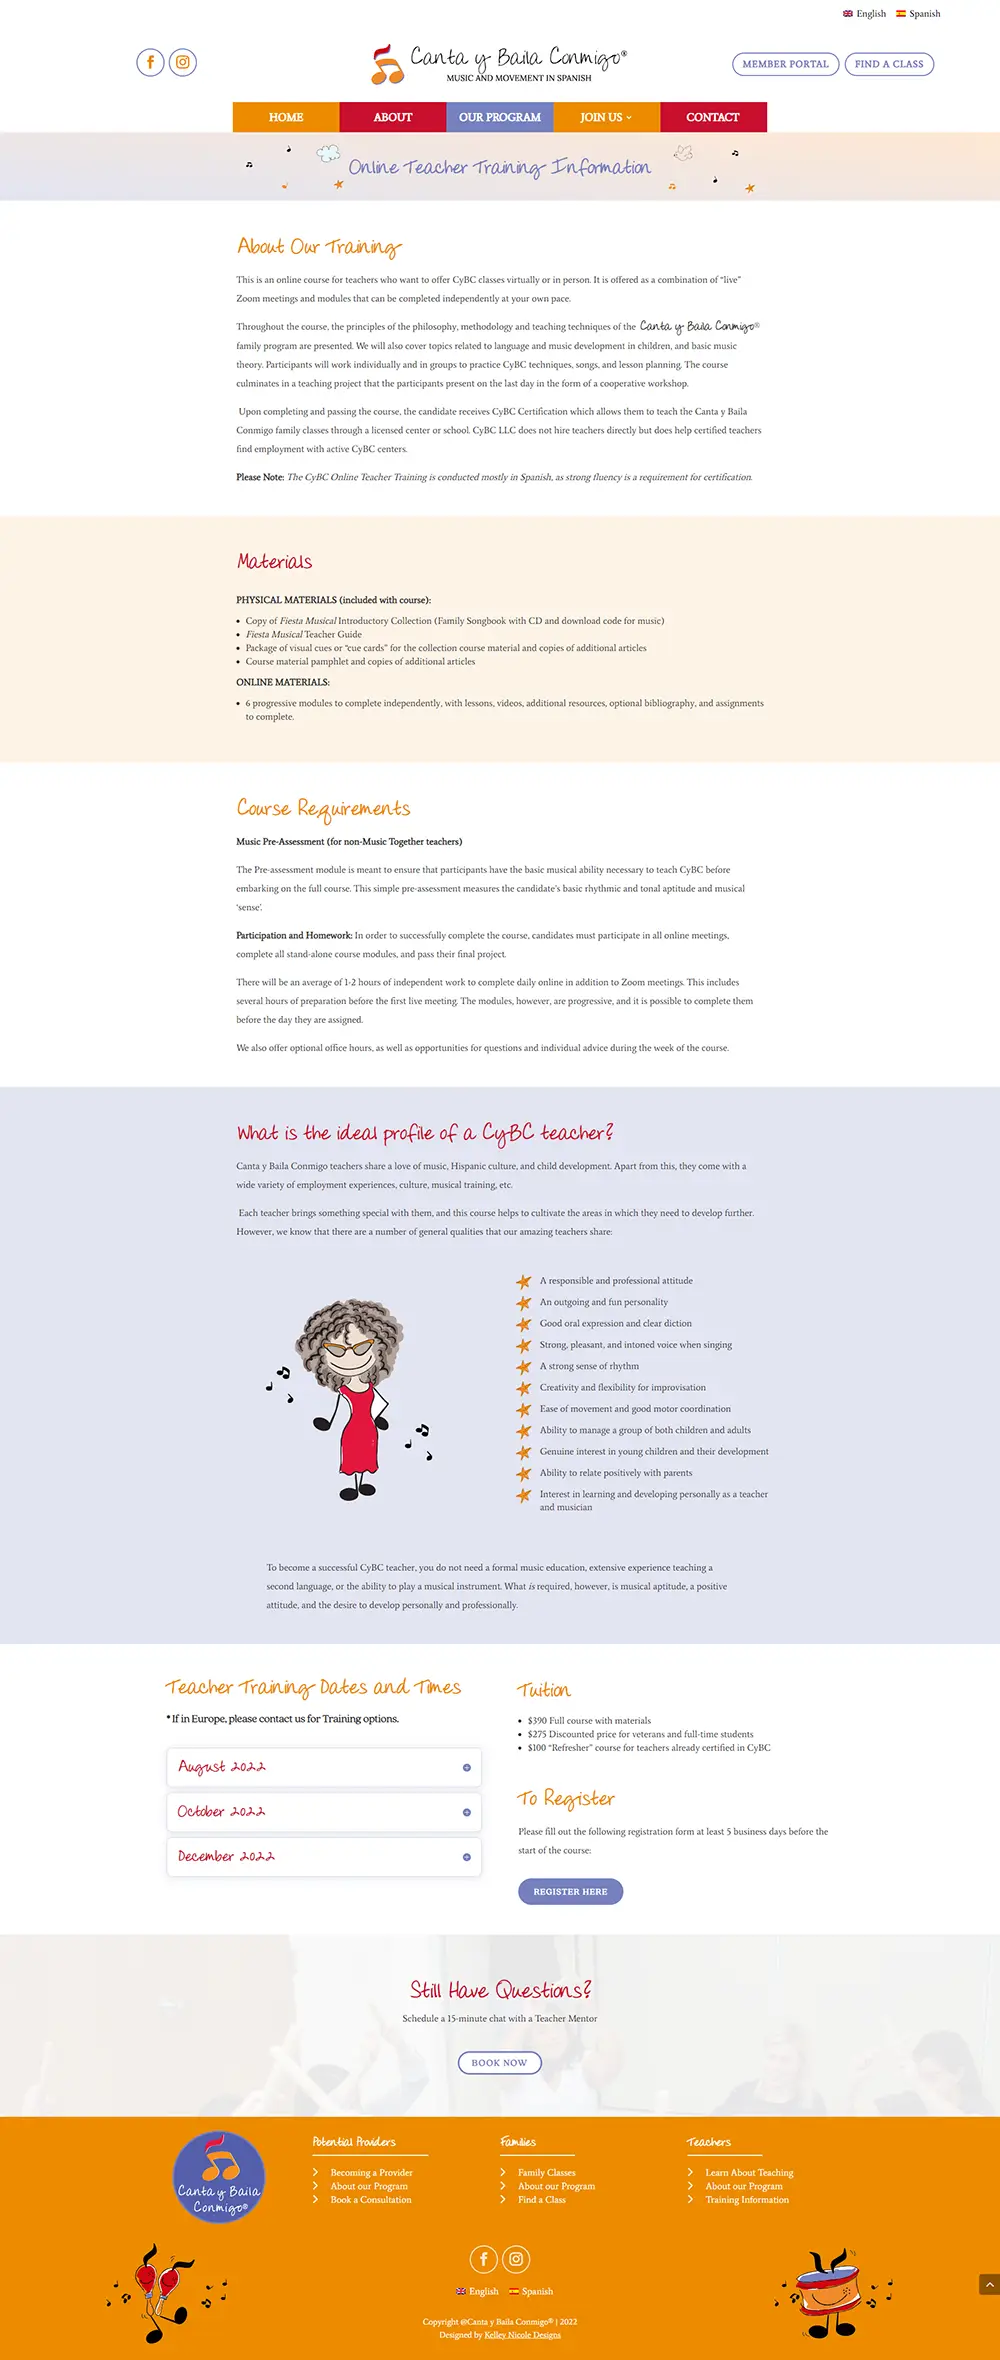 English Spanish
Canta y Baila Conmigo®
MUSIC AND MOVEMENT IN SPANISH
MEMBER PORTAL FIND A CLASS
HOME ABOUT OUR PROGRAM JOIN US CONTACT
Online Teacher Training Information
About Our Training
This is an online course for teachers who want to offer CyBC classes virtually or in person. It is offered as a combination of “live”
Zoom meetings and modules that can be completed independently at your own pace.
Throughout the course, the principles of the philosophy, methodology and teaching techniques of the Canta y Baila Conmigo®
family program are presented. We will also cover topics related to language and music development in children, and basic music
theory. Participants will work individually and in groups to practice CyBC techniques, songs, and lesson planning. The course
culminates in a teaching project that the participants present on the last day in the form of a cooperative workshop.
Upon completing and passing the course, the candidate receives CyBC Certification which allows them to teach the Canta y Baila
Conmigo family classes through a licensed center or school. CyBC LLC does not hire teachers directly but does help certified teachers
find employment with active CyBC centers.
Please Note: The CyBC Online Teacher Training is conducted mostly in Spanish, as strong fluency is a requirement for certification.
Materials
PHYSICAL MATERIALS (included with course):
• Copy of Fiesta Musical Introductory Collection (Family Songbook with CD and download code for music)
• Fiesta Musical Teacher Guide
• Package of visual cues or “cue cards” for the collection course material and copies of additional articles
• Course material pamphlet and copies of additional articles
ONLINE MATERIALS:
• 6 progressive modules to complete independently, with lessons, videos, additional resources, optional bibliography, and assignments
to complete.
Course Requirements
Music Pre-Assessment (for non-Music Together teachers)
The Pre-assessment module is meant to ensure that participants have the basic musical ability necessary to teach CyBC before
embarking on the full course. This simple pre-assessment measures the candidate’s basic rhythmic and tonal aptitude and musical
‘sense’.
Participation and Homework: In order to successfully complete the course, candidates must participate in all online meetings,
complete all stand-alone course modules, and pass their final project.
There will be an average of 1-2 hours of independent work to complete daily online in addition to Zoom meetings. This includes
several hours of preparation before the first live meeting. The modules, however, are progressive, and it is possible to complete them
before the day they are assigned.
We also offer optional office hours, as well as opportunities for questions and individual advice during the week of the course.
What is the ideal profile of a CyBC teacher?
Canta y Baila Conmigo teachers share a love of music, Hispanic culture, and child development. Apart from this, they come with a
wide variety of employment experiences, culture, musical training, etc.
Each teacher brings something special with them, and this course helps to cultivate the areas in which they need to develop further.
However, we know that there are a number of general qualities that our amazing teachers share:
A responsible and professional attitude
An outgoing and fun personality
Good oral expression and clear diction
Strong, pleasant, and intoned voice when singing
A strong sense of rhythm
Creativity and flexibility for improvisation
Ease of movement and good motor coordination
Ability to manage a group of both children and adults
Genuine interest in young children and their development
Ability to relate positively with parents
Interest in learning and developing personally as a teacher
and musician
To become a successful CyBC teacher, you do not need a formal music education, extensive experience teaching a
second language, or the ability to play a musical instrument. What is required, however, is musical aptitude, a positive
attitude, and the desire to develop personally and professionally.
Teacher Training Dates and Times
* If in Europe, please contact us for Training options.
August 2022
October 2022
December 2022
Tuition
• $390 Full course with materials
• $275 Discounted price for veterans and full-time students
• $100 “Refresher” course for teachers already certified in CyBC
To Register
Please fill out the following registration form at least 5 business days before the
start of the course:
REGISTER HERE
Still Have Questions?
Schedule a 15-minute chat with a Teacher Mentor
BOOK NOW
Canta y Baila
Conmigo®
Potential Providers
Becoming a Provider
About our Program
Book a Consultation
Families
Family Classes
About our Program
Find a Class
Teachers
Learn About Teaching
About our Program
Training Information
English Spanish
Copyright @Canta y Baila Conmigo® | 2022
Designed by Kelley Nicole Designs